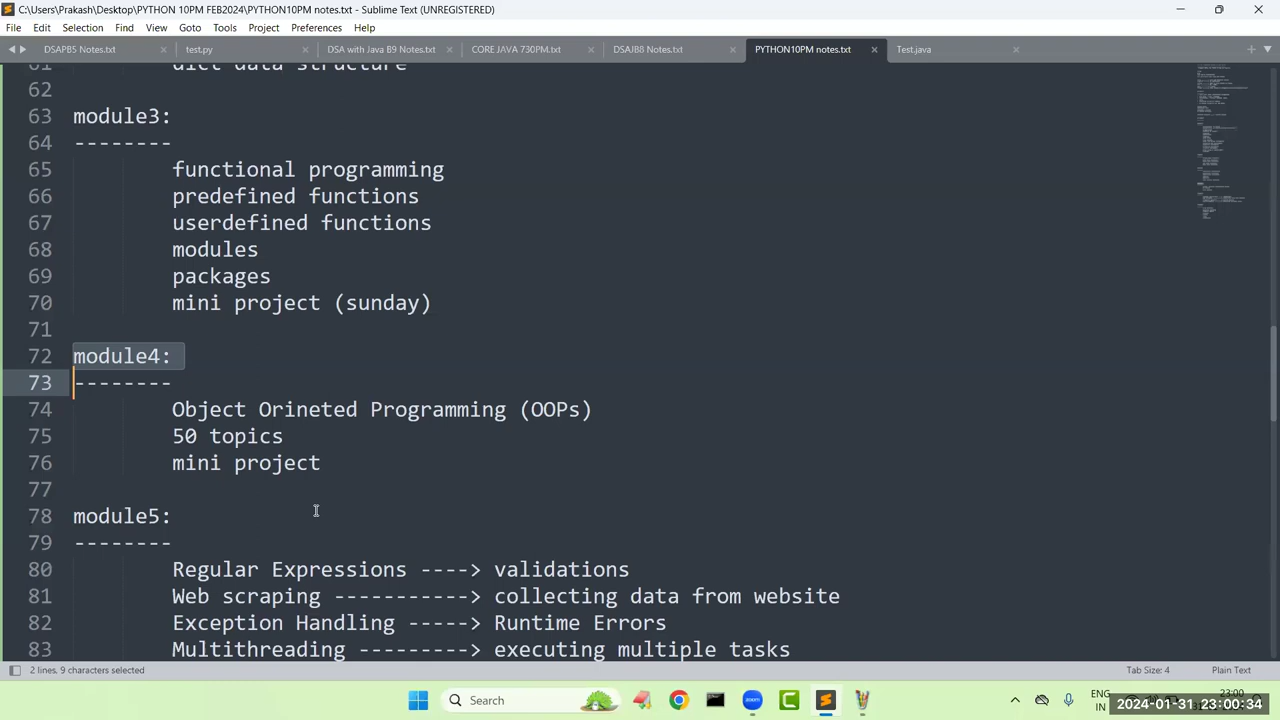 C:\Users\Prakash\Desktop\PYTHON 10PM FEB2024\PYTHON10PM notes.txt - Sublime Text (UNREGISTERED)
File Edit Selection Find View Goto Tools Project Preferences Help
DSAPB5 Notes.txt test.py DSA with Java B9 Notes.txt CORE JAVA 730PM.txt DSAJB8 Notes.txt PYTHON10PM notes.txt Test.java
61 dict data structure
62
63 module3:
64 --------
65 functional programming
66 predefined functions
67 userdefined functions
68 modules
69 packages
70 mini project (sunday)
71
72 module4:
73 --------
74 Object Orineted Programming (OOPs)
75 50 topics
76 mini project
77
78 module5:
79 --------
80 Regular Expressions ----> validations
81 Web scraping -----------> collecting data from website
82 Exception Handling -----> Runtime Errors
83 Multithreading ---------> executing multiple tasks
2 lines, 9 characters selected Tab Size: 4 Plain Text
Search
ENG
IN
23:00
2024-01-31 23:00:34